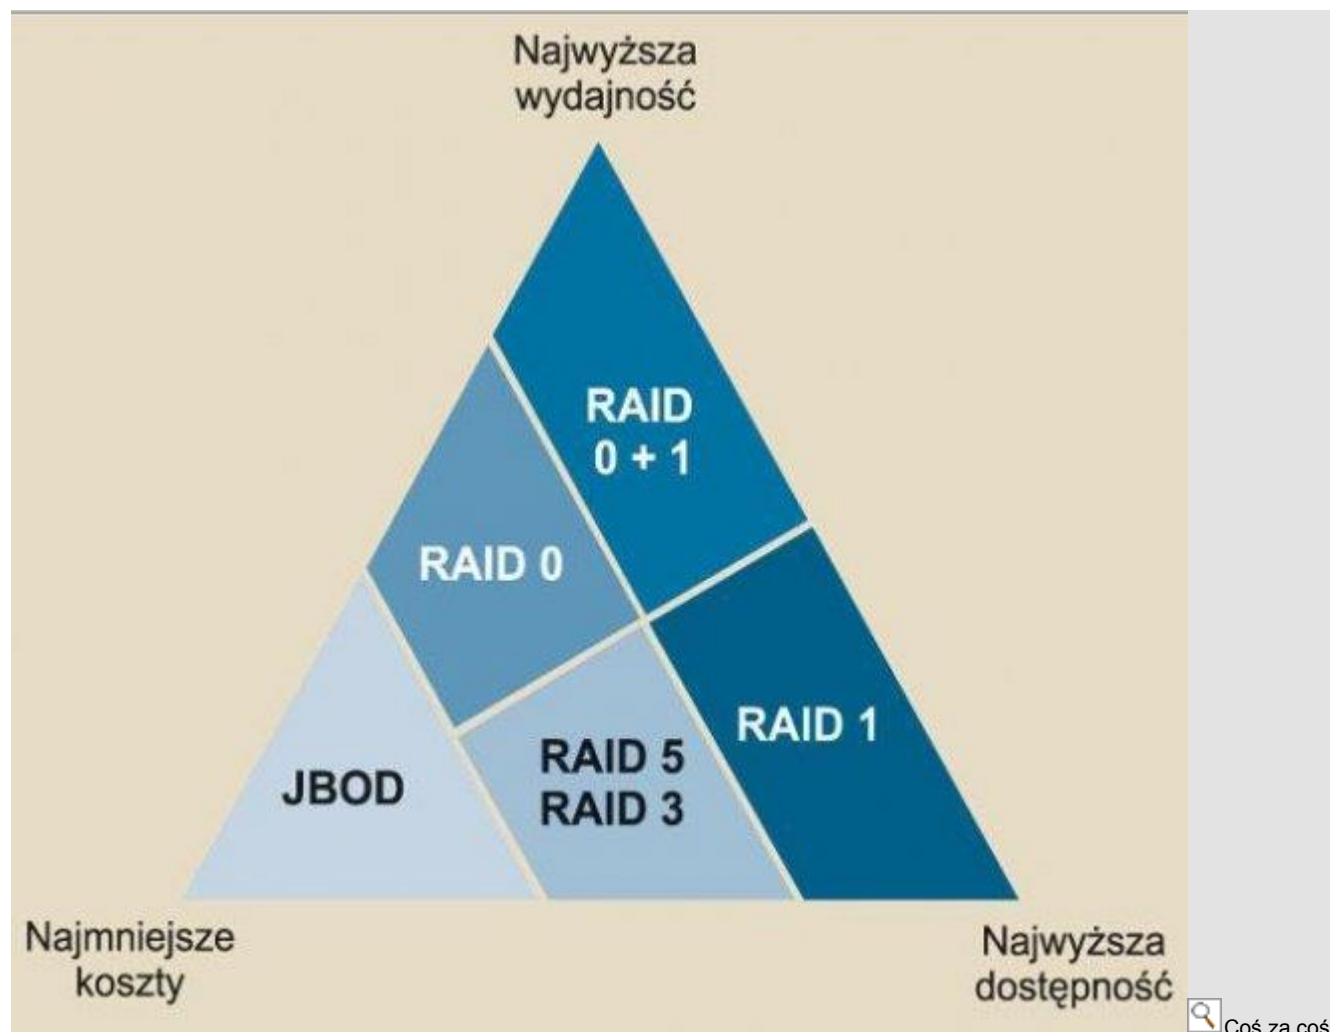 Najwyższa
wydajność
RAID
0 + 1
RAID 0
RAID 1
RAID 5
RAID 3
JBOD
Najmniejsze
koszty
Najwyższa
dostępność
Coś za coś